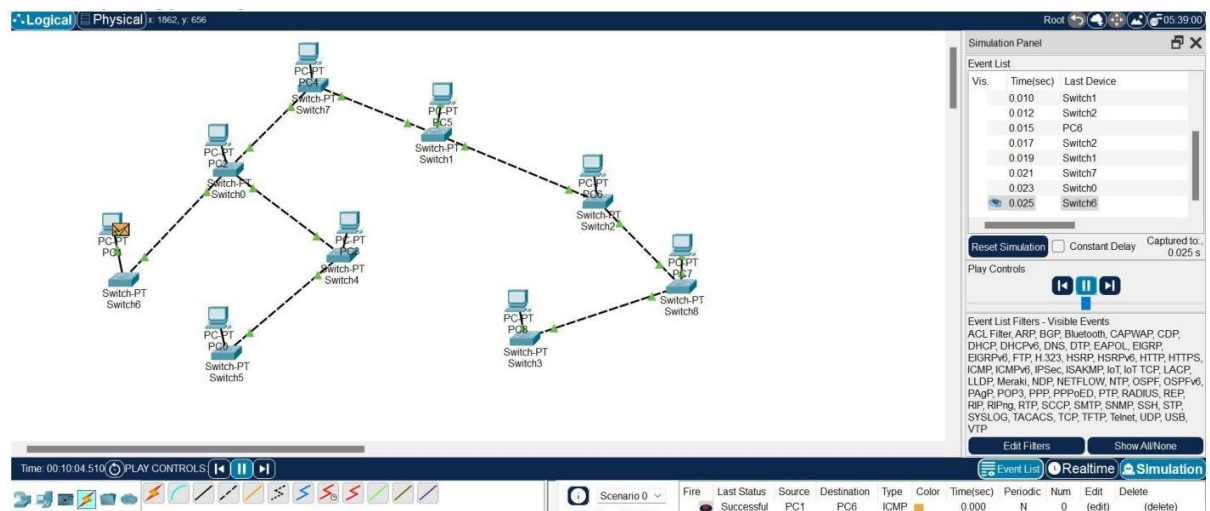 Logical Physical x: 1862, y: 656 Root 05:39:00
PC-PT
PC4
Switch-PT
Switch7
PC-PT
PC5
Switch-PT
Switch1
PC-PT
PC2
Switch-PT
Switch0
PC-PT
PC6
Switch-PT
Switch2
PC-PT
PC1
Switch-PT
Switch6
PC-PT
PC3
Switch-PT
Switch4
PC-PT
PC7
Switch-PT
Switch8
PC-PT
PC0
Switch-PT
Switch5
PC-PT
PC8
Switch-PT
Switch3
Simulation Panel
Event List
Vis. Time(sec) Last Device
0.010 Switch1
0.012 Switch2
0.015 PC6
0.017 Switch2
0.019 Switch1
0.021 Switch7
0.023 Switch0
0.025 Switch6
Reset Simulation Constant Delay Captured to:
0.025 s
Play Controls
Event List Filters - Visible Events
ACL Filter, ARP, BGP, Bluetooth, CAPWAP, CDP,
DHCP, DHCPv6, DNS, DTP, EAPOL, EIGRP,
EIGRPv6, FTP, H.323, HSRP, HSRPv6, HTTP, HTTPS,
ICMP, ICMPv6, IPSec, ISAKMP, IoT, IoT TCP, LACP,
LLDP, Meraki, NDP, NETFLOW, NTP, OSPF, OSPFv6,
PAgP, POP3, PPP, PPPoED, PTP, RADIUS, REP,
RIP, RIPng, RTP, SCCP, SMTP, SNMP, SSH, STP,
SYSLOG, TACACS, TCP, TFTP, Telnet, UDP, USB,
VTP
Edit Filters Show All/None
Time: 00:10:04.510 PLAY CONTROLS: Event List Realtime Simulation
Scenario 0 Fire Last Status Source Destination Type Color Time(sec) Periodic Num Edit Delete
Successful PC1 PC6 ICMP 0.000 N 0 (edit) (delete)